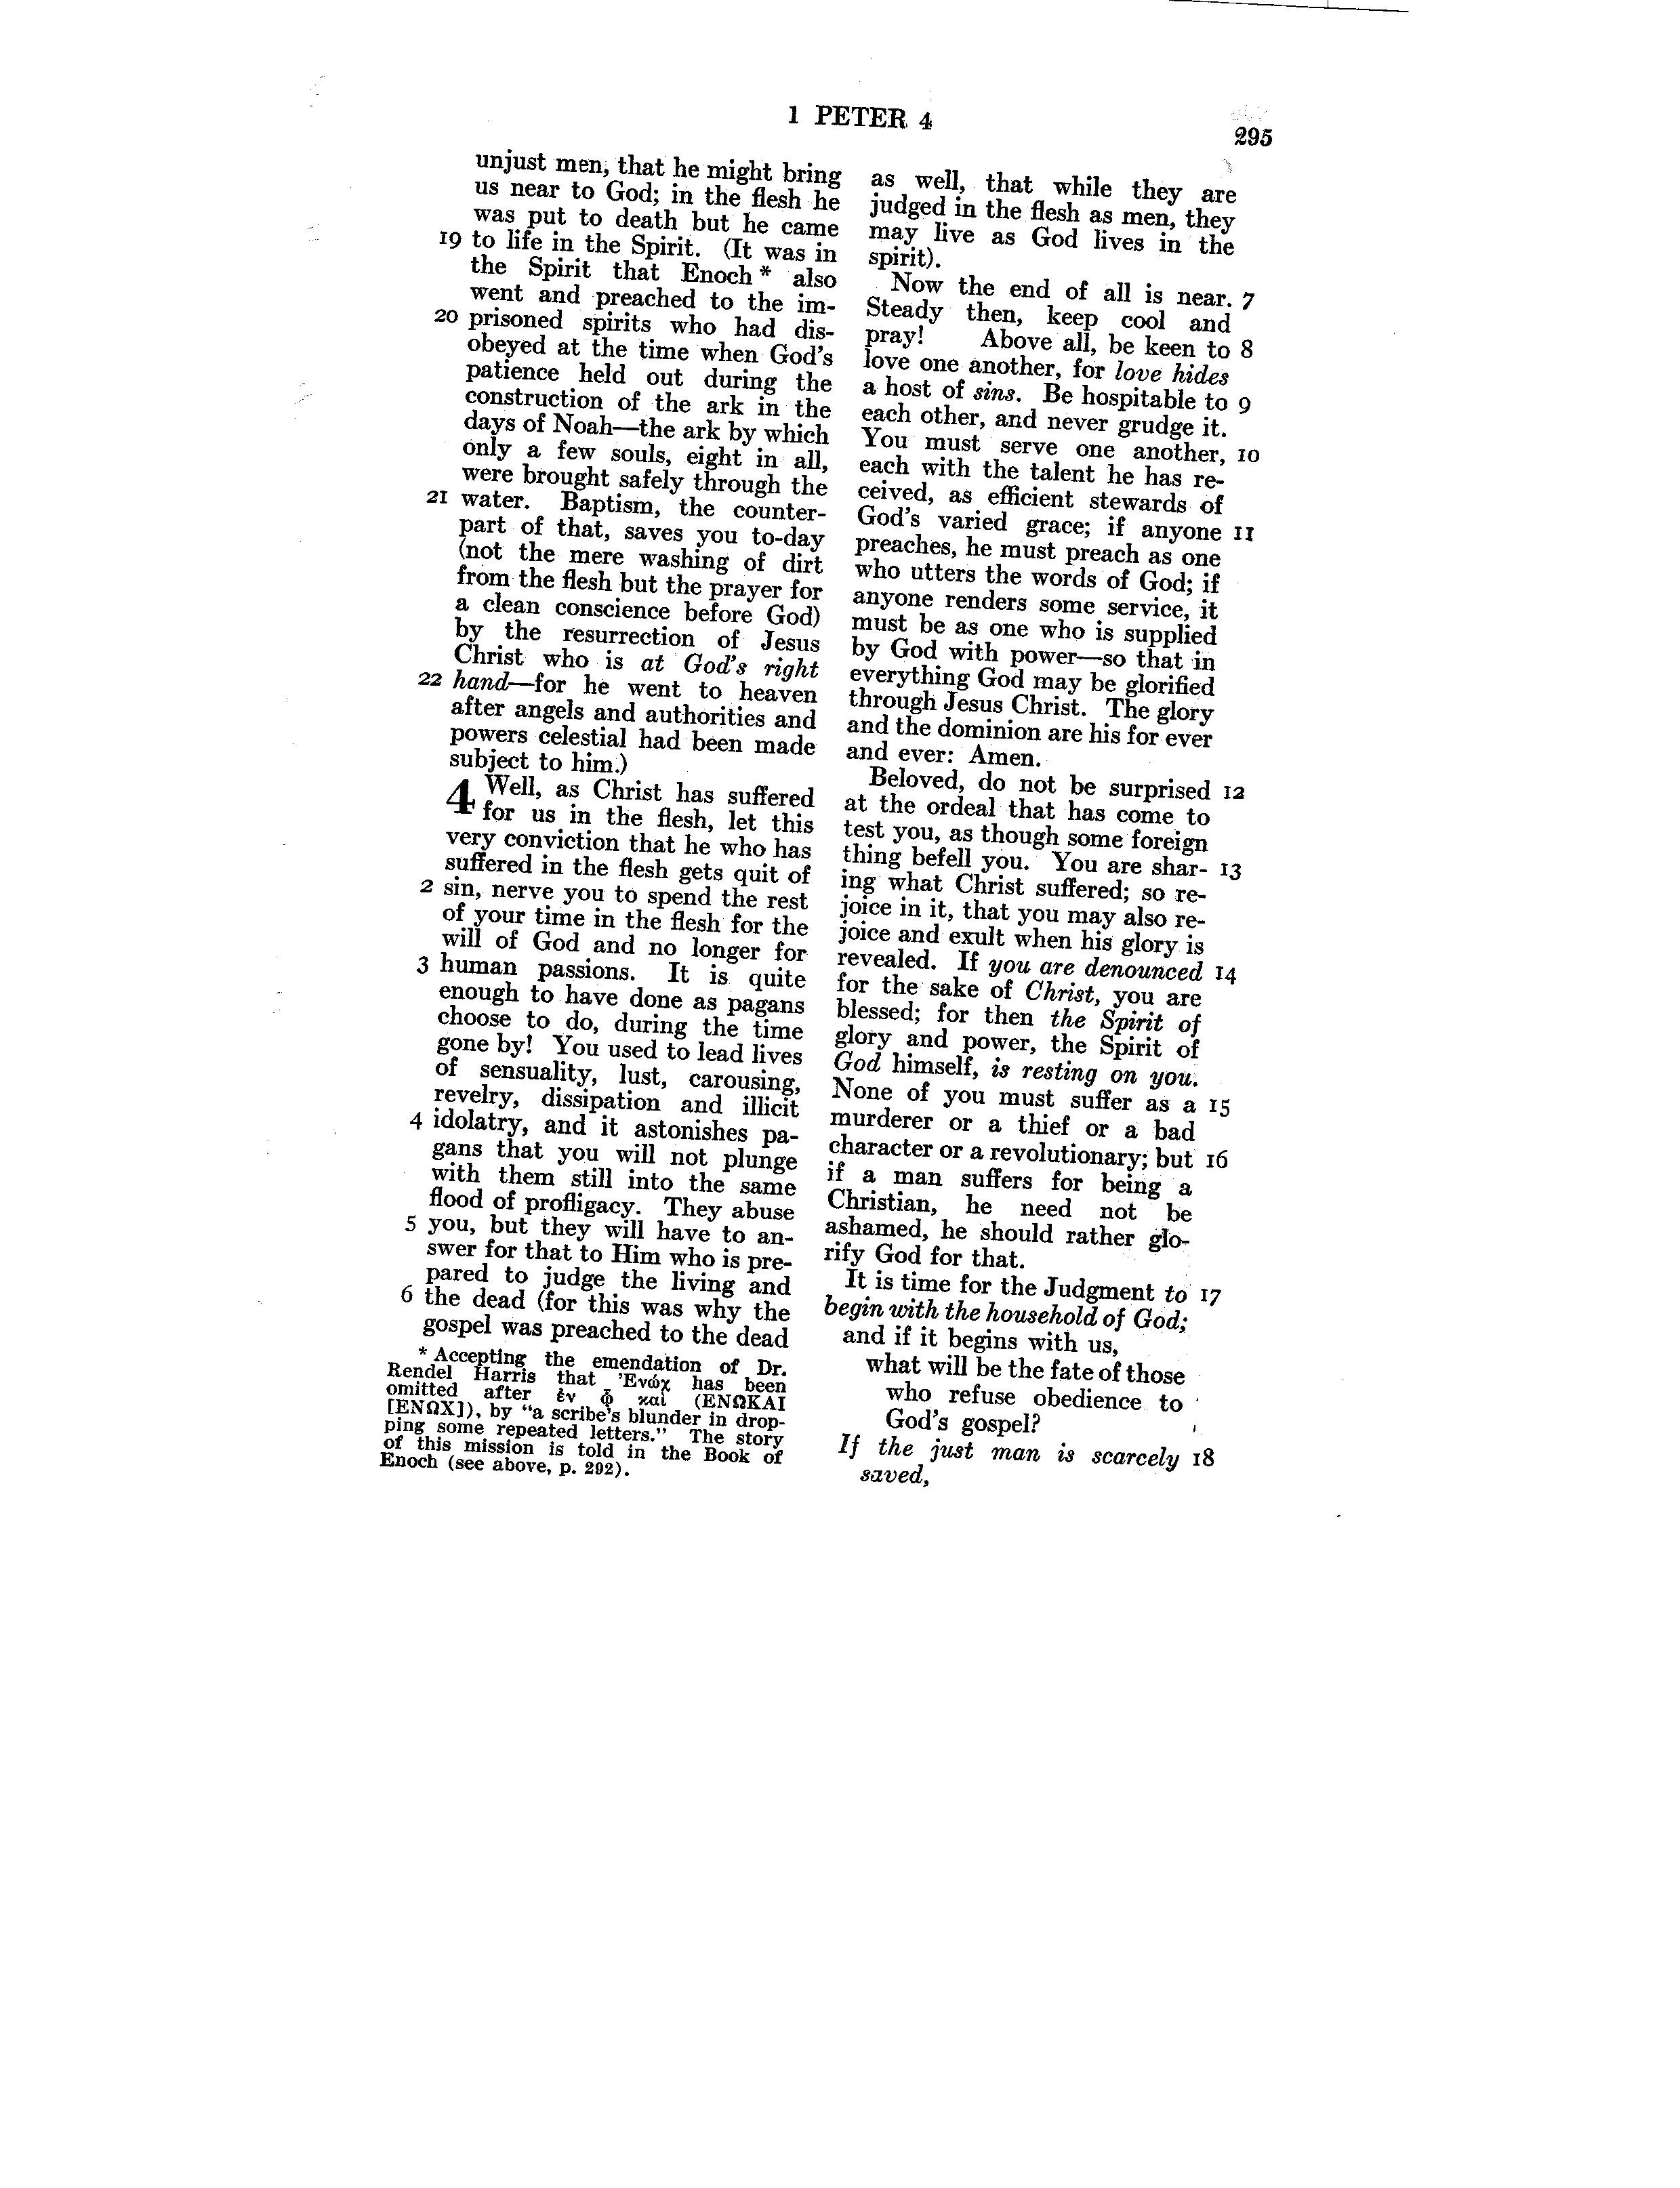 1 PETER 4
295
unjust men, that he might bring
us near to God; in the flesh he
was put to death but he came
19 to life in the Spirit. (It was in
the Spirit that Enoch * also
went and preached to the im-
20 prisoned spirits who had dis-
obeyed at the time when God's
patience held out during the
construction of the ark in the
days of Noah—the ark by which
only a few souls, eight in all,
were brought safely through the
21 water. Baptism, the counter-
part of that, saves you to-day
(not the mere washing of dirt
from the flesh but the prayer for
a clean conscience before God)
by the resurrection of Jesus
Christ who is at God's right
22 hand—for he went to heaven
after angels and authorities and
powers celestial had been made
subject to him.)
4 Well, as Christ has suffered
for us in the flesh, let this
very conviction that he who has
suffered in the flesh gets quit of
2 sin, nerve you to spend the rest
of your time in the flesh for the
will of God and no longer for
3 human passions. It is quite
enough to have done as pagans
choose to do, during the time
gone by! You used to lead lives
of sensuality, lust, carousing,
revelry, dissipation and illicit
4 idolatry, and it astonishes pa-
gans that you will not plunge
with them still into the same
flood of profligacy. They abuse
5 you, but they will have to an-
swer for that to Him who is pre-
pared to judge the living and
6 the dead (for this was why the
gospel was preached to the dead
* Accepting the emendation of Dr.
Rendel Harris that Ἐνώχ has been
omitted after ἐν ᾧ καὶ (ΕΝΩΚΑΙ
[ΕΝΩΧ]), by "a scribe's blunder in drop-
ping some repeated letters." The story
of this mission is told in the Book of
Enoch (see above, p. 292).
as well, that while they are
judged in the flesh as men, they
may live as God lives in the
spirit).
Now the end of all is near. 7
Steady then, keep cool and
pray! Above all, be keen to 8
love one another, for love hides
a host of sins. Be hospitable to 9
each other, and never grudge it.
You must serve one another, 10
each with the talent he has re-
ceived, as efficient stewards of
God's varied grace; if anyone 11
preaches, he must preach as one
who utters the words of God; if
anyone renders some service, it
must be as one who is supplied
by God with power—so that in
everything God may be glorified
through Jesus Christ. The glory
and the dominion are his for ever
and ever: Amen.
Beloved, do not be surprised 12
at the ordeal that has come to
test you, as though some foreign
thing befell you. You are shar- 13
ing what Christ suffered; so re-
joice in it, that you may also re-
joice and exult when his glory is
revealed. If you are denounced 14
for the sake of Christ, you are
blessed; for then the Spirit of
glory and power, the Spirit of
God himself, is resting on you.
None of you must suffer as a 15
murderer or a thief or a bad
character or a revolutionary; but 16
if a man suffers for being a
Christian, he need not be
ashamed, he should rather glo-
rify God for that.
It is time for the Judgment to 17
begin with the household of God;
and if it begins with us,
what will be the fate of those
who refuse obedience to
God's gospel?
If the just man is scarcely 18
saved,